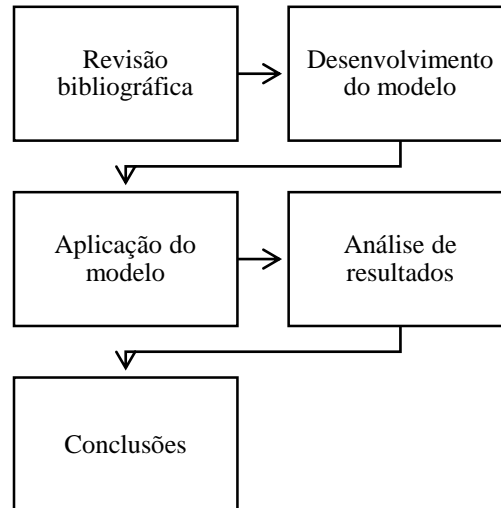 Revisão
bibliográfica
Desenvolvimento
do modelo
Aplicação do
modelo
Análise de
resultados
Conclusões